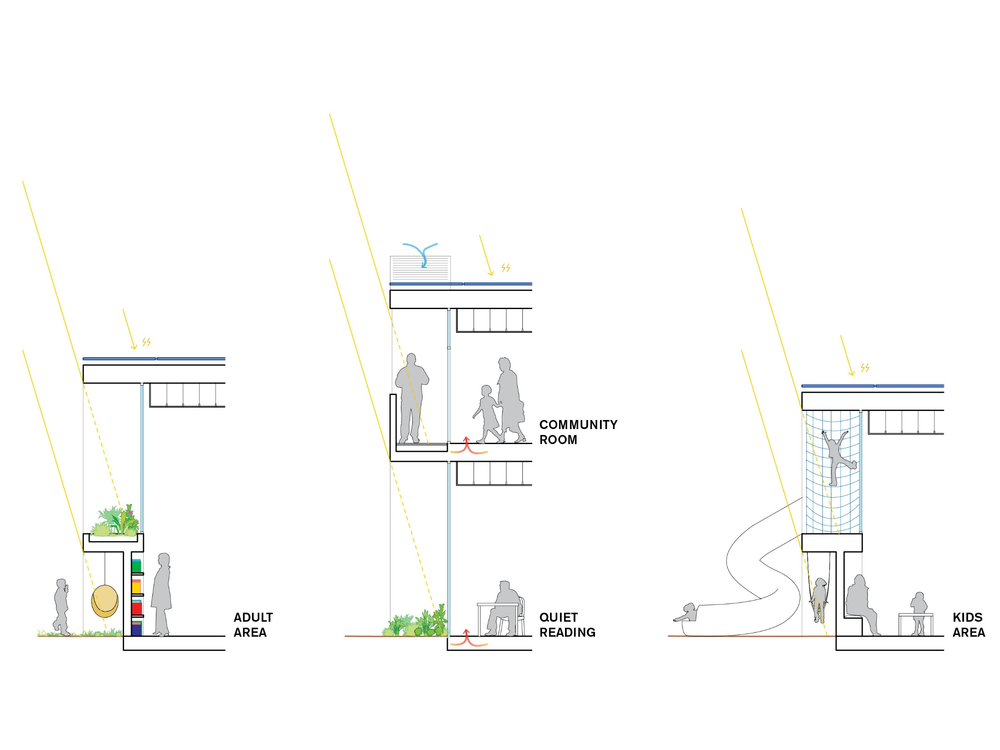 ADULT
AREA
COMMUNITY
ROOM
QUIET
READING
KIDS
AREA